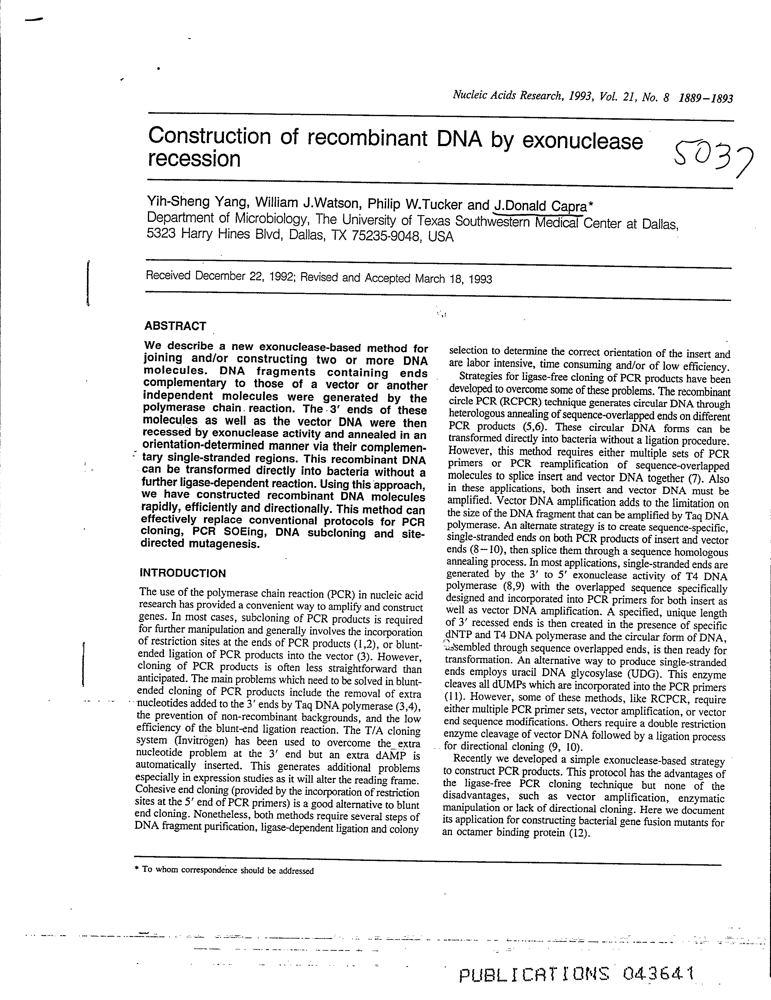 Nucleic Acids Research, 1993, Vol. 21, No. 8 1889–1893
Construction of recombinant DNA by exonuclease
recession
5037
Yih-Sheng Yang, William J.Watson, Philip W.Tucker and J.Donald Capra*
Department of Microbiology, The University of Texas Southwestern Medical Center at Dallas,
5323 Harry Hines Blvd, Dallas, TX 75235-9048, USA
Received December 22, 1992; Revised and Accepted March 18, 1993
ABSTRACT
We describe a new exonuclease-based method for
joining and/or constructing two or more DNA
molecules. DNA fragments containing ends
complementary to those of a vector or another
independent molecules were generated by the
polymerase chain reaction. The 3′ ends of these
molecules as well as the vector DNA were then
recessed by exonuclease activity and annealed in an
orientation-determined manner via their complemen-
tary single-stranded regions. This recombinant DNA
can be transformed directly into bacteria without a
further ligase-dependent reaction. Using this approach,
we have constructed recombinant DNA molecules
rapidly, efficiently and directionally. This method can
effectively replace conventional protocols for PCR
cloning, PCR SOEing, DNA subcloning and site-
directed mutagenesis.
INTRODUCTION
The use of the polymerase chain reaction (PCR) in nucleic acid
research has provided a convenient way to amplify and construct
genes. In most cases, subcloning of PCR products is required
for further manipulation and generally involves the incorporation
of restriction sites at the ends of PCR products (1,2), or blunt-
ended ligation of PCR products into the vector (3). However,
cloning of PCR products is often less straightforward than
anticipated. The main problems which need to be solved in blunt-
ended cloning of PCR products include the removal of extra
nucleotides added to the 3′ ends by Taq DNA polymerase (3,4),
the prevention of non-recombinant backgrounds, and the low
efficiency of the blunt-end ligation reaction. The T/A cloning
system (Invitrogen) has been used to overcome the extra
nucleotide problem at the 3′ end but an extra dAMP is
automatically inserted. This generates additional problems
especially in expression studies as it will alter the reading frame.
Cohesive end cloning (provided by the incorporation of restriction
sites at the 5′ end of PCR primers) is a good alternative to blunt
end cloning. Nonetheless, both methods require several steps of
DNA fragment purification, ligase-dependent ligation and colony
selection to determine the correct orientation of the insert and
are labor intensive, time consuming and/or of low efficiency.
Strategies for ligase-free cloning of PCR products have been
developed to overcome some of these problems. The recombinant
circle PCR (RCPCR) technique generates circular DNA through
heterologous annealing of sequence-overlapped ends on different
PCR products (5,6). These circular DNA forms can be
transformed directly into bacteria without a ligation procedure.
However, this method requires either multiple sets of PCR
primers or PCR reamplification of sequence-overlapped
molecules to splice insert and vector DNA together (7). Also
in these applications, both insert and vector DNA must be
amplified. Vector DNA amplification adds to the limitation on
the size of the DNA fragment that can be amplified by Taq DNA
polymerase. An alternate strategy is to create sequence-specific,
single-stranded ends on both PCR products of insert and vector
ends (8–10), then splice them through a sequence homologous
annealing process. In most applications, single-stranded ends are
generated by the 3′ to 5′ exonuclease activity of T4 DNA
polymerase (8,9) with the overlapped sequence specifically
designed and incorporated into PCR primers for both insert as
well as vector DNA amplification. A specified, unique length
of 3′ recessed ends is then created in the presence of specific
dNTP and T4 DNA polymerase and the circular form of DNA,
assembled through sequence overlapped ends, is then ready for
transformation. An alternative way to produce single-stranded
ends employs uracil DNA glycosylase (UDG). This enzyme
cleaves all dUMPs which are incorporated into the PCR primers
(11). However, some of these methods, like RCPCR, require
either multiple PCR primer sets, vector amplification, or vector
end sequence modifications. Others require a double restriction
enzyme cleavage of vector DNA followed by a ligation process
for directional cloning (9, 10).
Recently we developed a simple exonuclease-based strategy
to construct PCR products. This protocol has the advantages of
the ligase-free PCR cloning technique but none of the
disadvantages, such as vector amplification, enzymatic
manipulation or lack of directional cloning. Here we document
its application for constructing bacterial gene fusion mutants for
an octamer binding protein (12).
* To whom correspondence should be addressed
PUBLICATIONS 043641